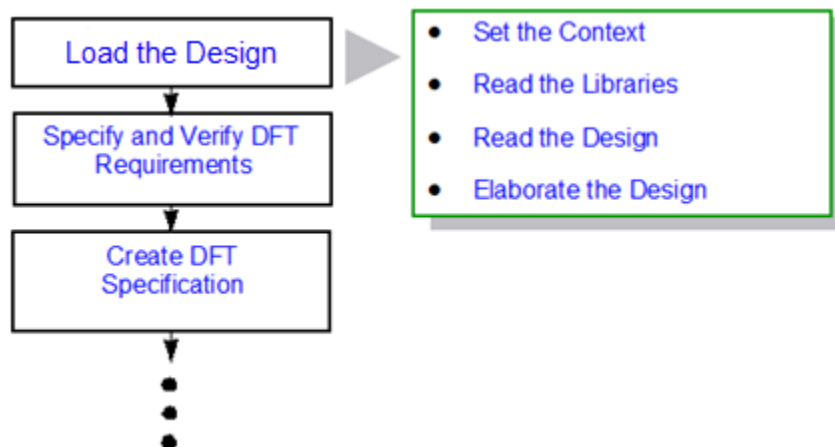 Load the Design
Specify and Verify DFT
Requirements
Create DFT
Specification
Set the Context
Read the Libraries
Read the Design
Elaborate the Design